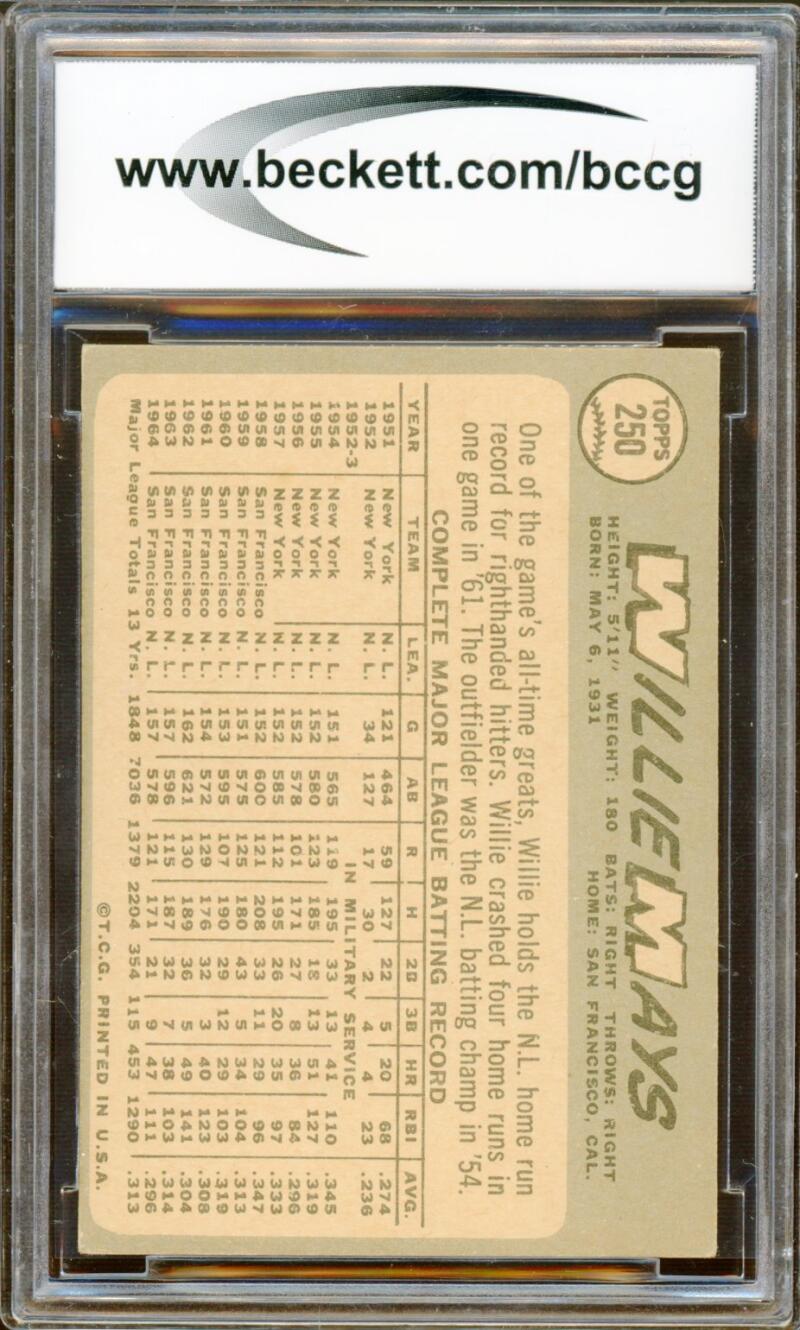 www.beckett.com/bccg
TOPPS
250
WILLIE MAYS
HEIGHT: 5'11" WEIGHT: 180 BATS: RIGHT THROWS: RIGHT
BORN: MAY 6, 1931 HOME: SAN FRANCISCO, CAL.
One of the game's all-time greats, Willie holds the N.L. home run
record for righthanded hitters. Willie crashed four home runs in
one game in '61. The outfielder was the N.L. batting champ in '54.
COMPLETE MAJOR LEAGUE BATTING RECORD
YEAR TEAM LEA. G AB R H 2B 3B HR RBI AVG.
1951 New York N. L. 121 464 59 127 22 5 20 68 .274
1952 New York N. L. 34 127 17 30 2 4 4 23 .236
1952-3 IN MILITARY SERVICE
1954 New York N. L. 151 565 119 195 33 13 41 110 .345
1955 New York N. L. 152 580 123 185 18 13 51 127 .319
1956 New York N. L. 152 578 101 171 27 8 36 84 .296
1957 New York N. L. 152 585 112 195 26 20 35 97 .333
1958 San Francisco N. L. 152 600 121 208 33 11 29 96 .347
1959 San Francisco N. L. 151 575 125 180 43 5 34 104 .313
1960 San Francisco N. L. 153 595 107 190 29 12 29 103 .319
1961 San Francisco N. L. 154 572 129 176 32 3 40 123 .308
1962 San Francisco N. L. 162 621 130 189 36 5 49 141 .304
1963 San Francisco N. L. 157 596 115 187 32 7 38 103 .314
1964 San Francisco N. L. 157 578 121 171 21 9 47 111 .296
Major League Totals 13 Yrs. 1848 7036 1379 2204 354 115 453 1290 .313
©T.C.G. PRINTED IN U.S.A.